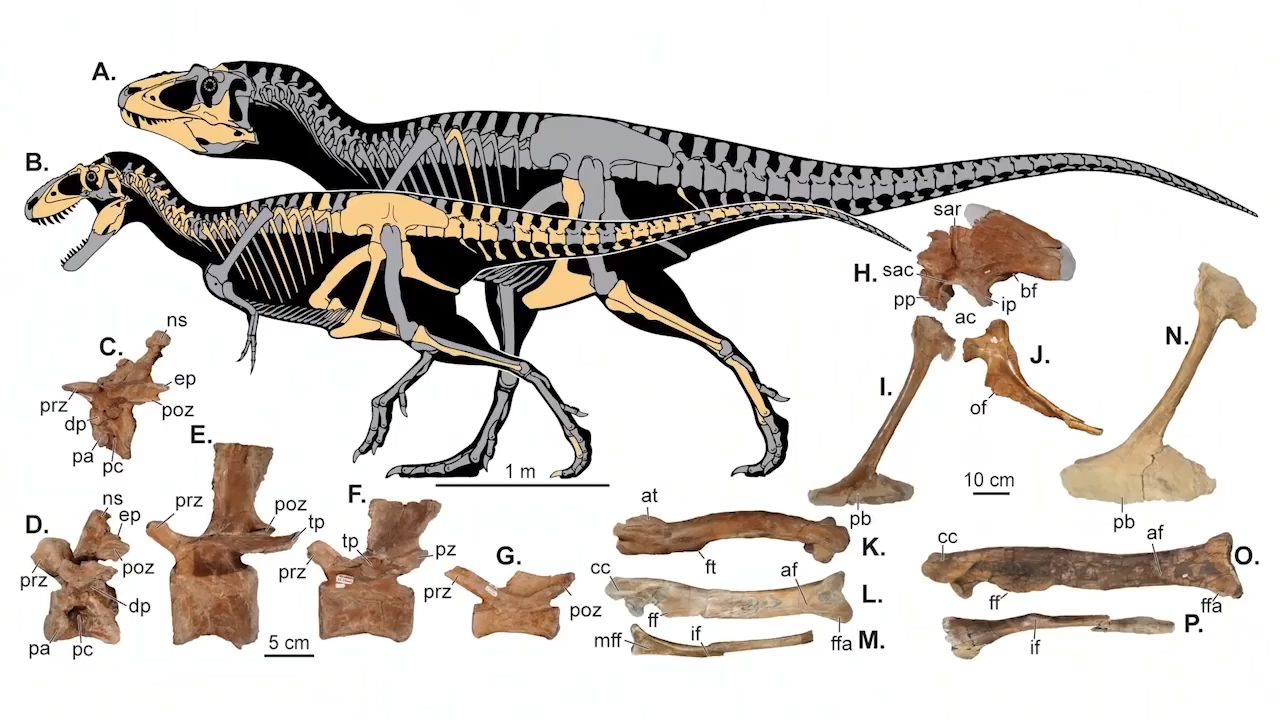 A.
B.
1 m
C.
ns
ep
prz
poz
dp
pa
pc
D.
ns
ep
prz
poz
dp
pa
pc
E.
prz
poz
tp
5 cm
F.
tp
pz
prz
G.
prz
poz
H.
sar
sac
pp
ip
bf
ac
I.
pb
J.
of
10 cm
K.
at
ft
L.
cc
af
ff
ffa
M.
mff
if
N.
pb
O.
cc
af
ff
ffa
P.
if